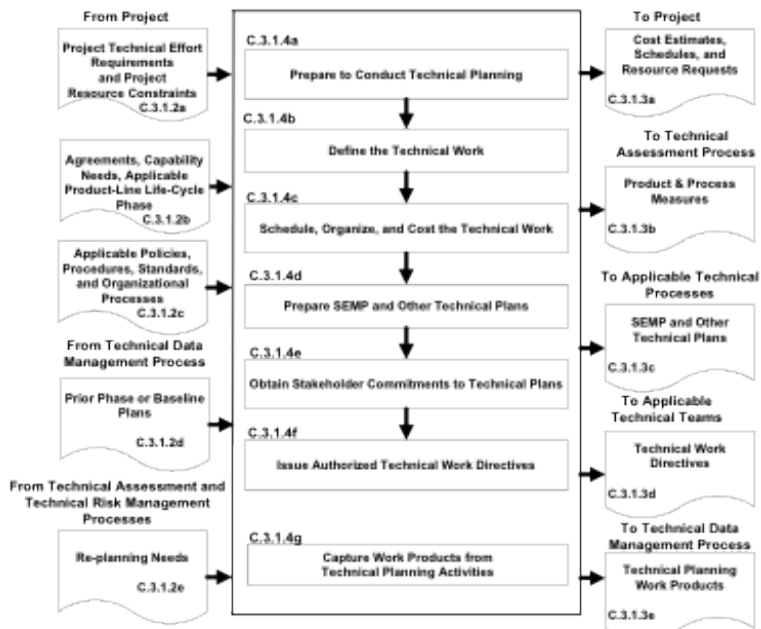 From Project
Project Technical Effort
Requirements
and Project
Resource Constraints
C.3.1.2a
Agreements, Capability
Needs, Applicable
Product-Line Life-Cycle
Phase
C.3.1.2b
Applicable Policies,
Procedures, Standards,
and Organizational
Processes
C.3.1.2c
From Technical Data
Management Process
Prior Phase or Baseline
Plans
C.3.1.2d
From Technical Assessment and
Technical Risk Management
Processes
Re-planning Needs
C.3.1.2e
C.3.1.4a
Prepare to Conduct Technical Planning
C.3.1.4b
Define the Technical Work
C.3.1.4c
Schedule, Organize, and Cost the Technical Work
C.3.1.4d
Prepare SEMP and Other Technical Plans
C.3.1.4e
Obtain Stakeholder Commitments to Technical Plans
C.3.1.4f
Issue Authorized Technical Work Directives
C.3.1.4g
Capture Work Products from
Technical Planning Activities
To Project
Cost Estimates,
Schedules, and
Resource Requests
C.3.1.3a
To Technical
Assessment Process
Product & Process
Measures
C.3.1.3b
To Applicable Technical
Processes
SEMP and Other
Technical Plans
C.3.1.3c
To Applicable
Technical Teams
Technical Work
Directives
C.3.1.3d
To Technical Data
Management Process
Technical Planning
Work Products
C.3.1.3e